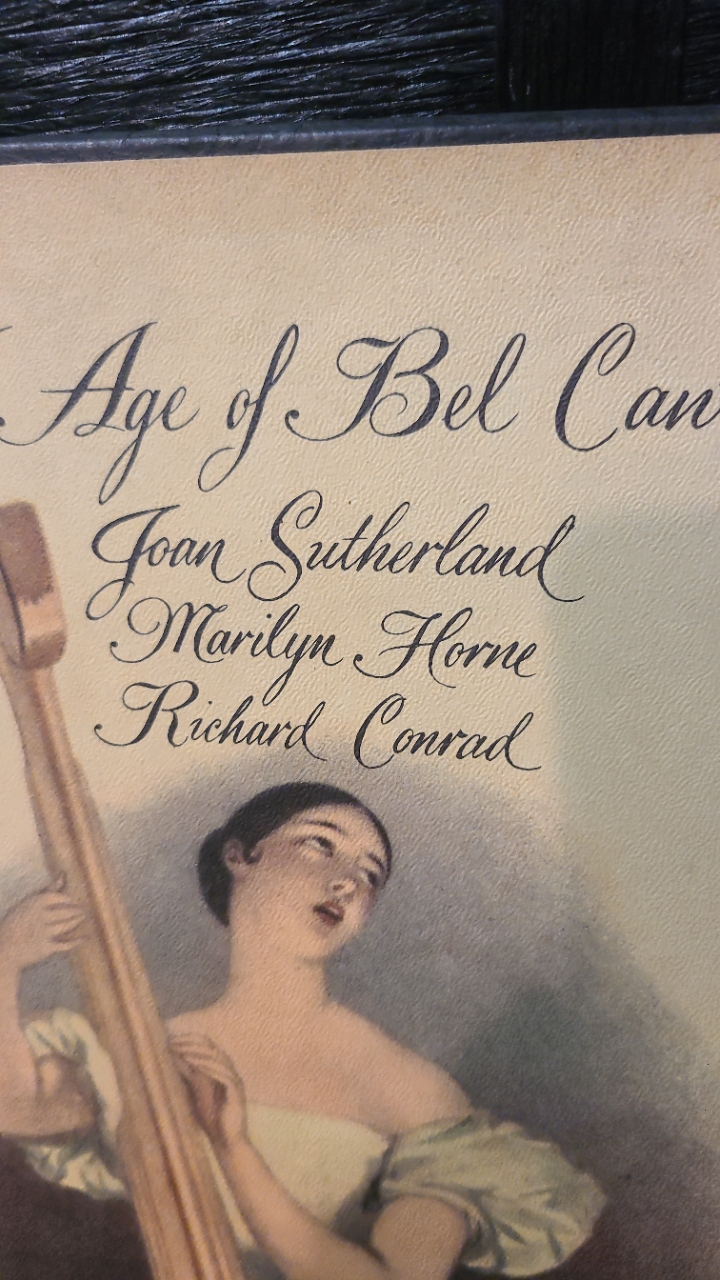 Age of Bel Can
Joan Sutherland
Marilyn Horne
Richard Conrad